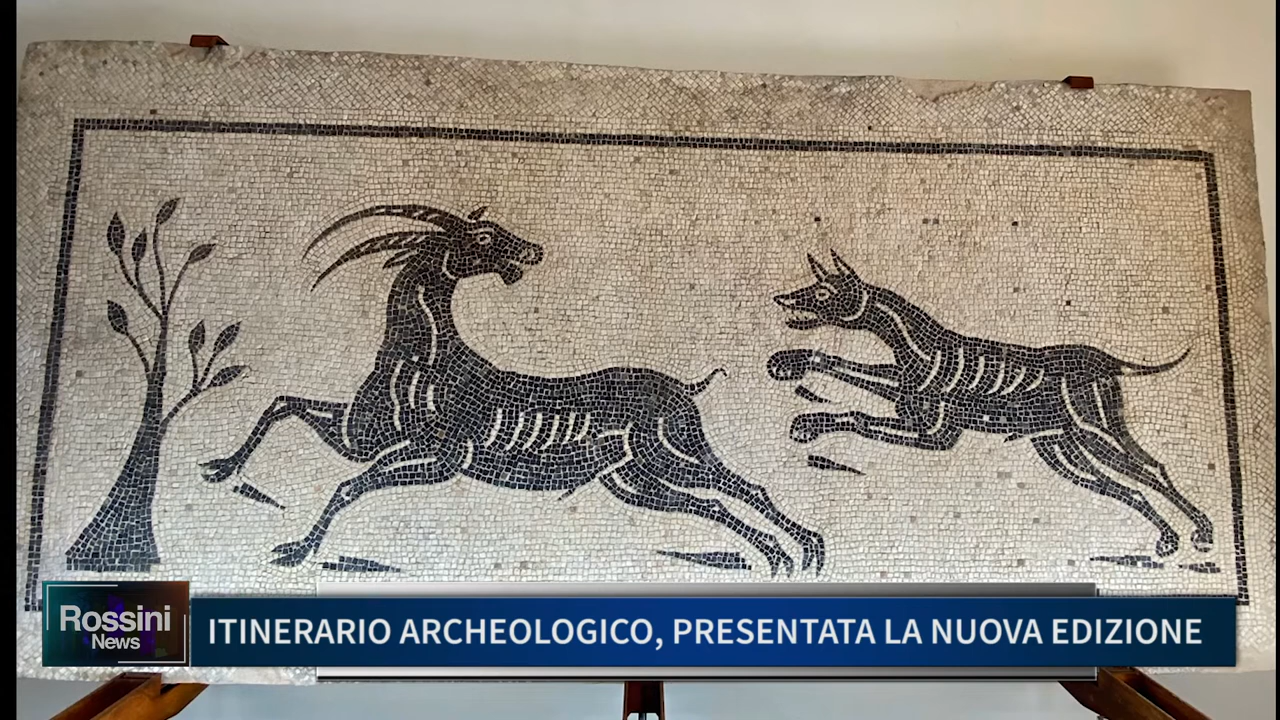 Rossini
News
ITINERARIO ARCHEOLOGICO, PRESENTATA LA NUOVA EDIZIONE